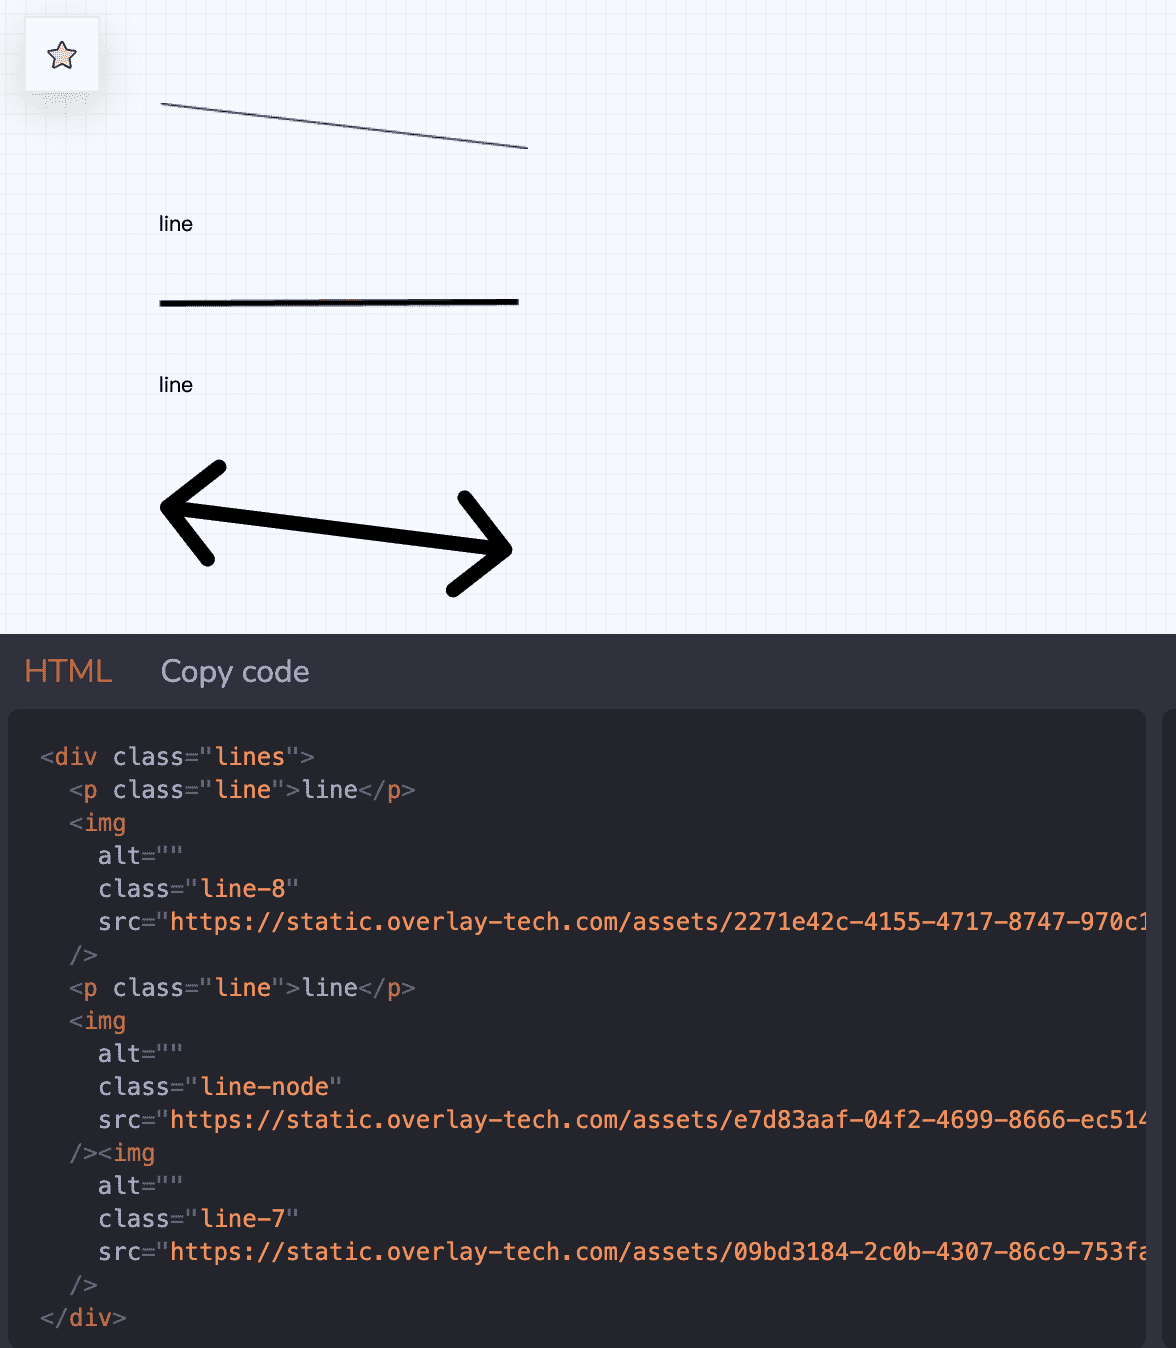 line
line
HTML Copy code
<div class="lines">
<p class="line">line</p>
<img
alt=""
class="line-8"
src="https://static.overlay-tech.com/assets/2271e42c-4155-4717-8747-970c1
/>
<p class="line">line</p>
<img
alt=""
class="line-node"
src="https://static.overlay-tech.com/assets/e7d83aaf-04f2-4699-8666-ec514
/><img
alt=""
class="line-7"
src="https://static.overlay-tech.com/assets/09bd3184-2c0b-4307-86c9-753fa
/>
</div>